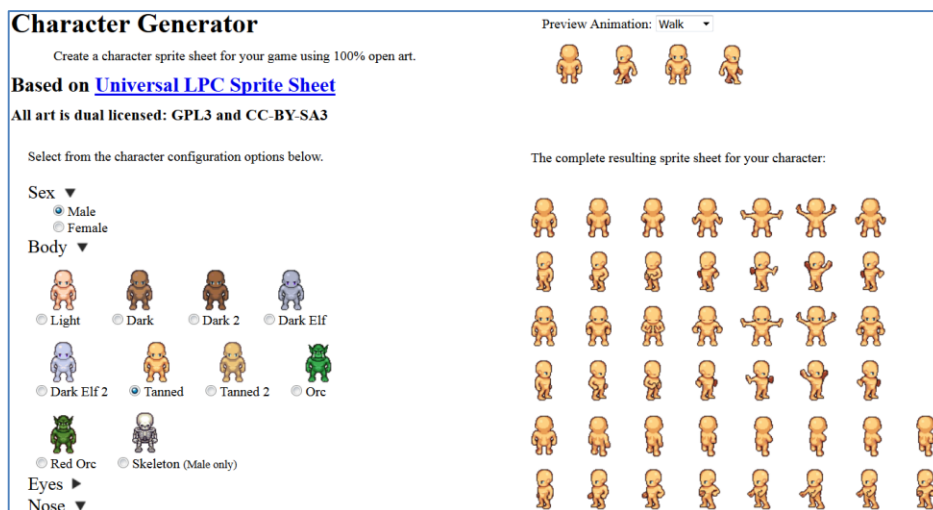 Character Generator
Create a character sprite sheet for your game using 100% open art.
Based on Universal LPC Sprite Sheet
All art is dual licensed: GPL3 and CC-BY-SA3
Select from the character configuration options below.
Sex
Male
Female
Body
Light Dark Dark 2 Dark Elf
Dark Elf 2 Tanned Tanned 2 Orc
Red Orc Skeleton (Male only)
Eyes
Nose
Preview Animation: Walk
The complete resulting sprite sheet for your character: